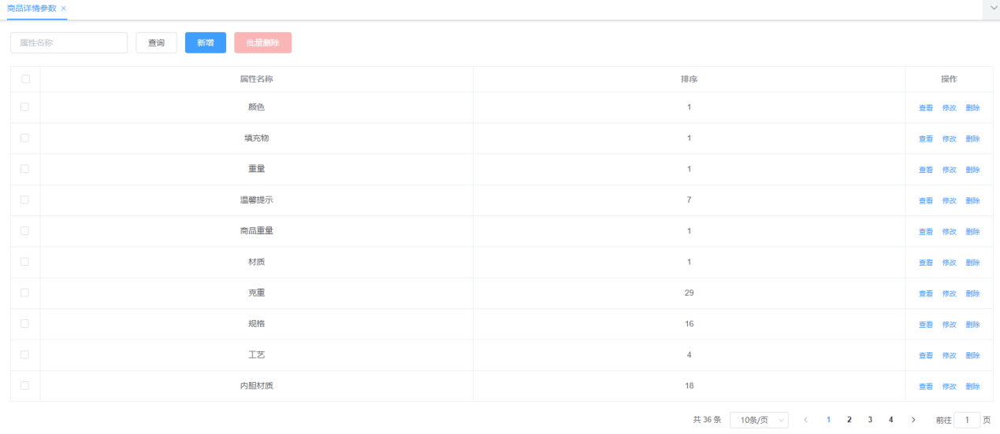 商品详情参数 ×
属性名称 查询 新增 批量删除
属性名称 排序 操作
颜色 1 查看 修改 删除
填充物 1 查看 修改 删除
重量 1 查看 修改 删除
温馨提示 7 查看 修改 删除
商品重量 1 查看 修改 删除
材质 1 查看 修改 删除
克重 29 查看 修改 删除
规格 16 查看 修改 删除
工艺 4 查看 修改 删除
内胆材质 18 查看 修改 删除
共 36 条 10条/页 < 1 2 3 4 > 前往 1 页